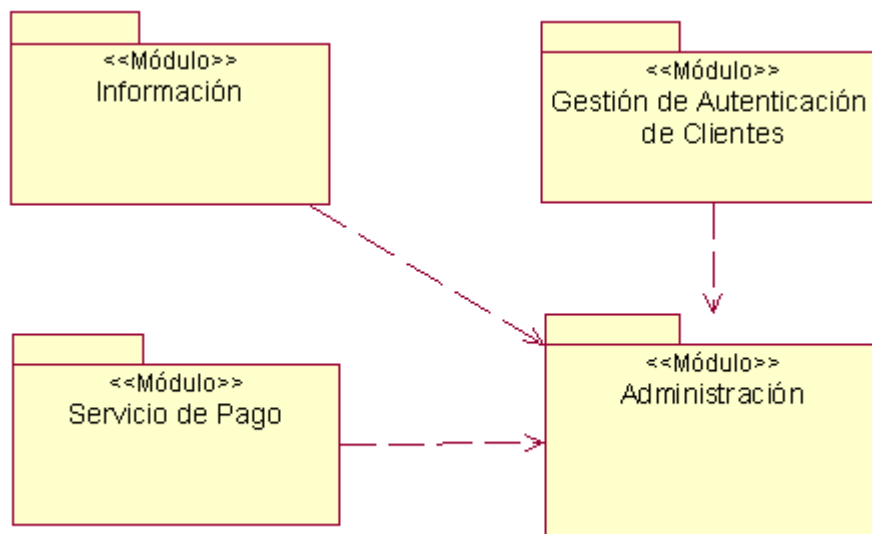 <<Módulo>>
Información
<<Módulo>>
Gestión de Autenticación
de Clientes
<<Módulo>>
Servicio de Pago
<<Módulo>>
Administración